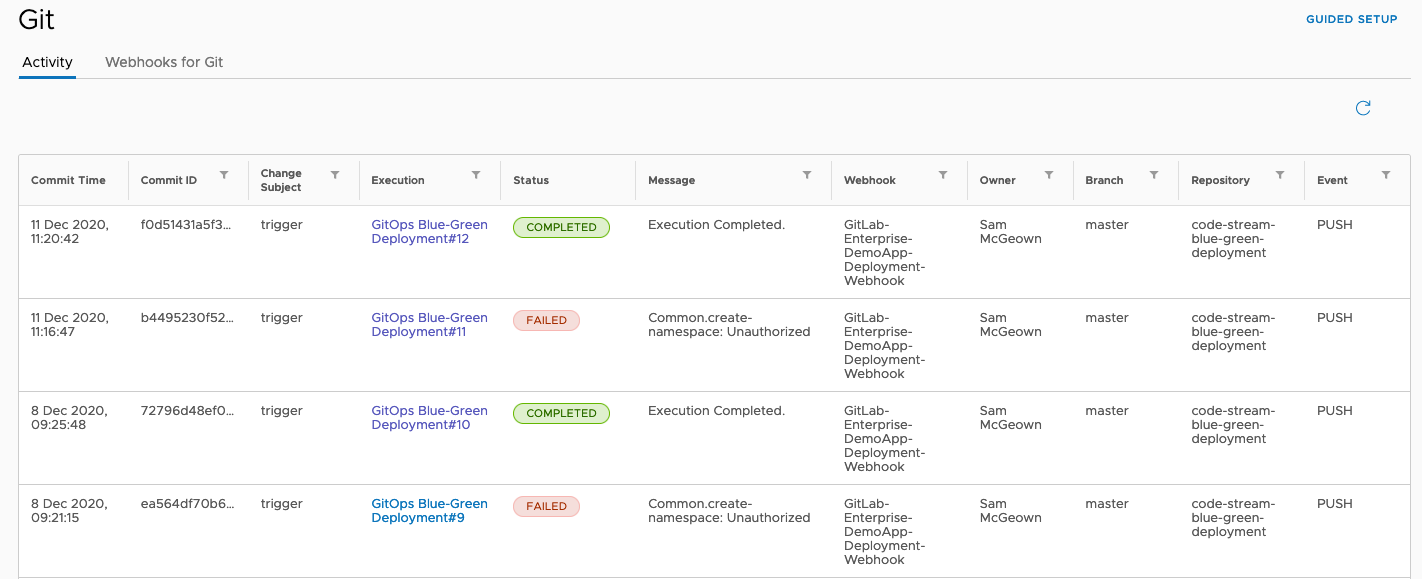 Git
GUIDED SETUP
Activity
Webhooks for Git
Commit Time
Commit ID
Change
Subject
Execution
Status
Message
Webhook
Owner
Branch
Repository
Event
11 Dec 2020,
11:20:42
f0d51431a5f3...
trigger
GitOps Blue-Green
Deployment#12
COMPLETED
Execution Completed.
GitLab-
Enterprise-
DemoApp-
Deployment-
Webhook
Sam
McGeown
master
code-stream-
blue-green-
deployment
PUSH
11 Dec 2020,
11:16:47
b4495230f52...
trigger
GitOps Blue-Green
Deployment#11
FAILED
Common.create-
namespace: Unauthorized
GitLab-
Enterprise-
DemoApp-
Deployment-
Webhook
Sam
McGeown
master
code-stream-
blue-green-
deployment
PUSH
8 Dec 2020,
09:25:48
72796d48ef0...
trigger
GitOps Blue-Green
Deployment#10
COMPLETED
Execution Completed.
GitLab-
Enterprise-
DemoApp-
Deployment-
Webhook
Sam
McGeown
master
code-stream-
blue-green-
deployment
PUSH
8 Dec 2020,
09:21:15
ea564df70b6...
trigger
GitOps Blue-Green
Deployment#9
FAILED
Common.create-
namespace: Unauthorized
GitLab-
Enterprise-
DemoApp-
Deployment-
Webhook
Sam
McGeown
master
code-stream-
blue-green-
deployment
PUSH